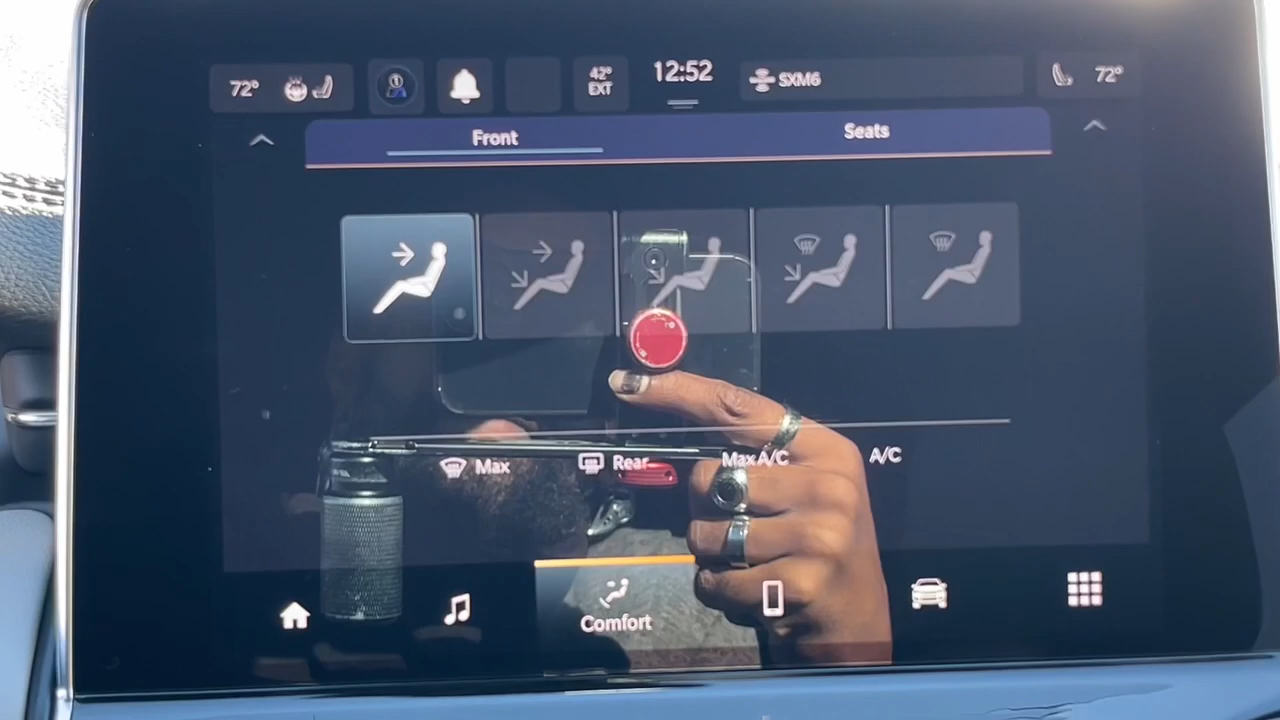 72°
42°
EXT
12:52
SXM6
72°
Front
Seats
Max
Rear
Max A/C
A/C
Comfort